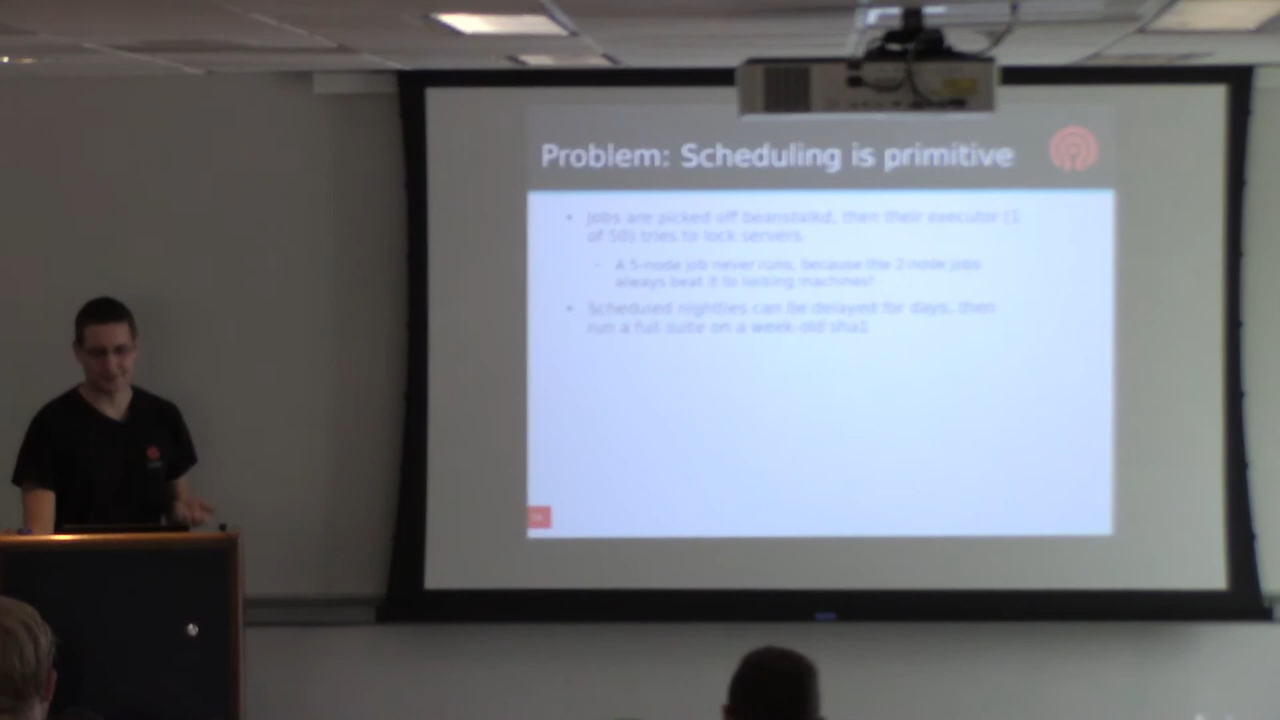 Problem: Scheduling is primitive
Jobs are picked off beanstalkd, then their executor (1
of 50) tries to lock servers
A 5-node job never runs, because the 2-node jobs
always beat it to locking machines!
Scheduled nightlies can be delayed for days, then
run a full suite on a week-old sha1